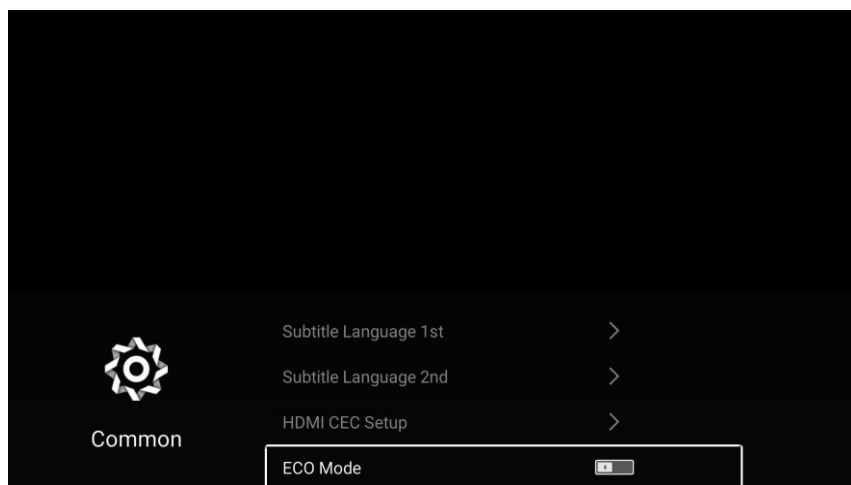 Subtitle Language 1st
Subtitle Language 2nd
HDMI CEC Setup
Common
ECO Mode